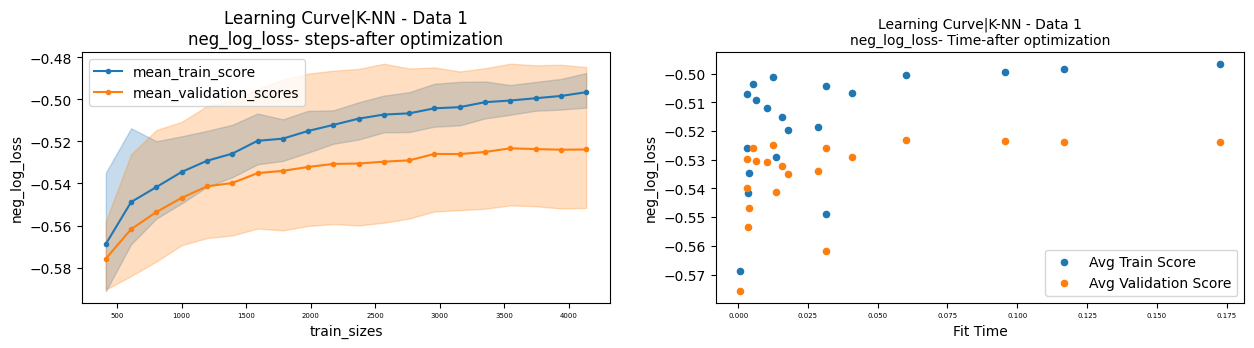 Learning Curve|K-NN - Data 1
neg_log_loss- steps-after optimization
mean_train_score
mean_validation_scores
−0.48
−0.50
−0.52
−0.54
−0.56
−0.58
neg_log_loss
500
1000
1500
2000
2500
3000
3500
4000
train_sizes
Learning Curve|K-NN - Data 1
neg_log_loss- Time-after optimization
−0.50
−0.51
−0.52
−0.53
−0.54
−0.55
−0.56
−0.57
neg_log_loss
Avg Train Score
Avg Validation Score
0.000
0.025
0.050
0.075
0.100
0.125
0.150
0.175
Fit Time